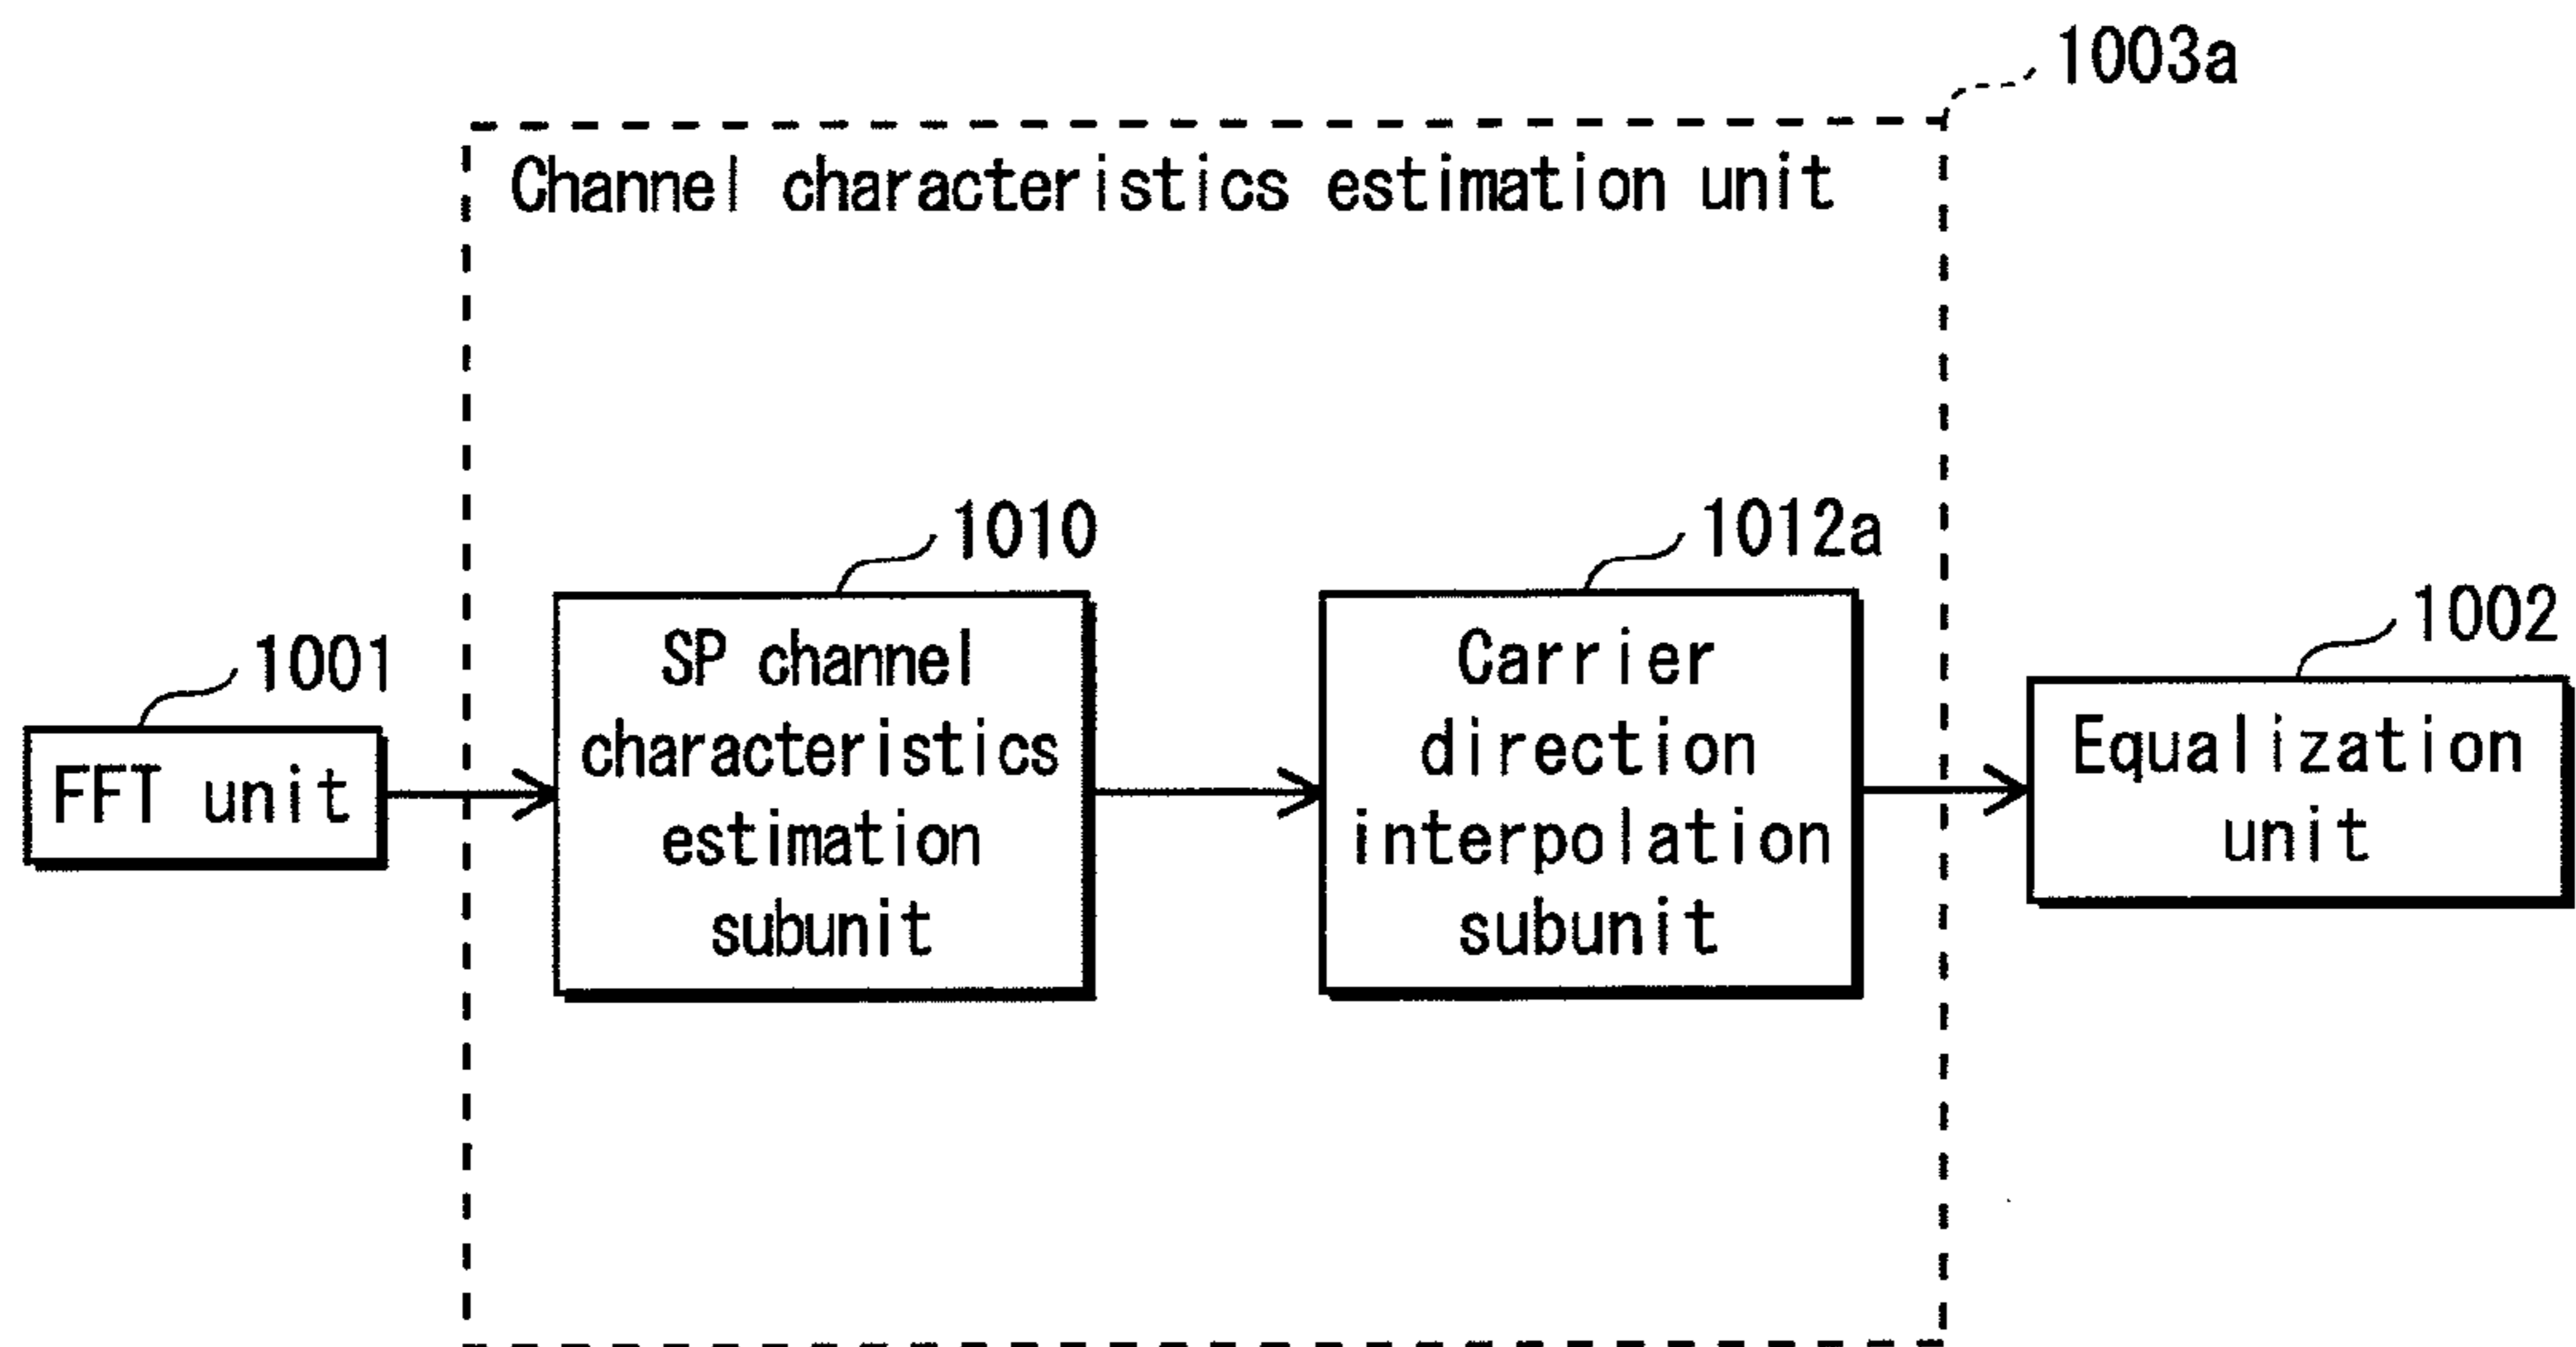 1003a
Channel characteristics estimation unit
1010
1012a
1001
1002
FFT unit
SP channel
characteristics
estimation
subunit
Carrier
direction
interpolation
subunit
Equalization
unit